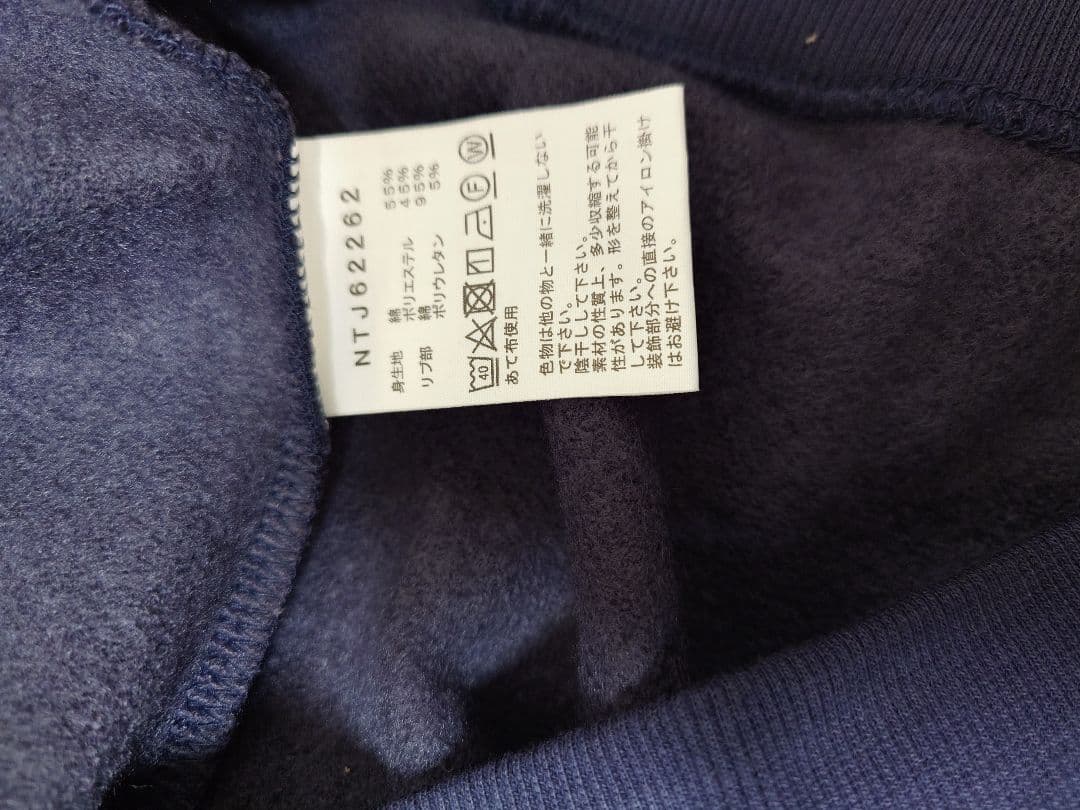 NTJ62262
身生地 綿 55%
ポリエステル 45%
リブ部 綿 95%
ポリウレタン 5%
40 F W
あて布使用
色物は他の物と一緒に洗濯しない
で下さい。
陰干しして下さい。
素材の性質上、多少収縮する可能
性があります。形を整えてから干
して下さい。
装飾部分への直接のアイロン掛け
はお避け下さい。